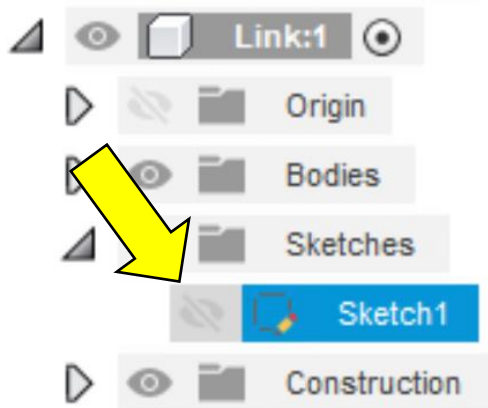 Link:1
Origin
Bodies
Sketches
Sketch1
Construction